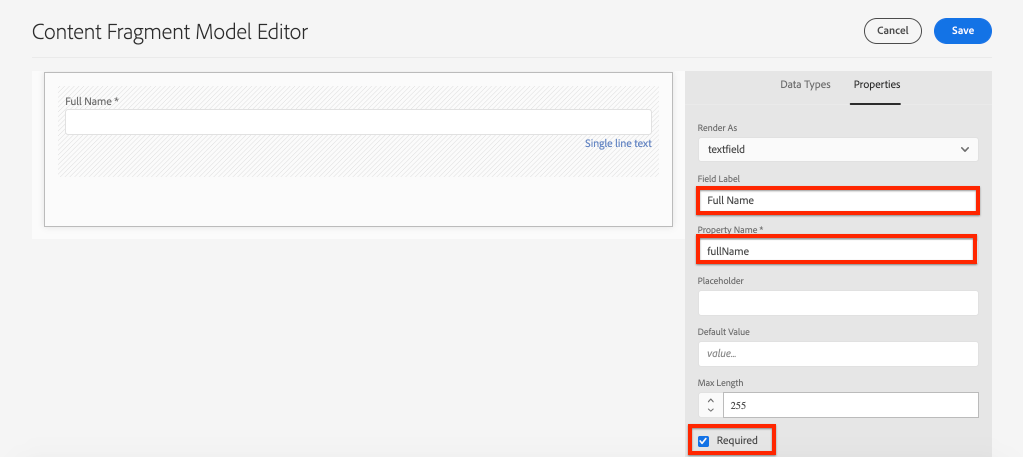 Content Fragment Model Editor
Cancel
Save
Full Name *
Single line text
Data Types
Properties
Render As
textfield
Field Label
Full Name
Property Name *
fullName
Placeholder
Default Value
value...
Max Length
255
Required